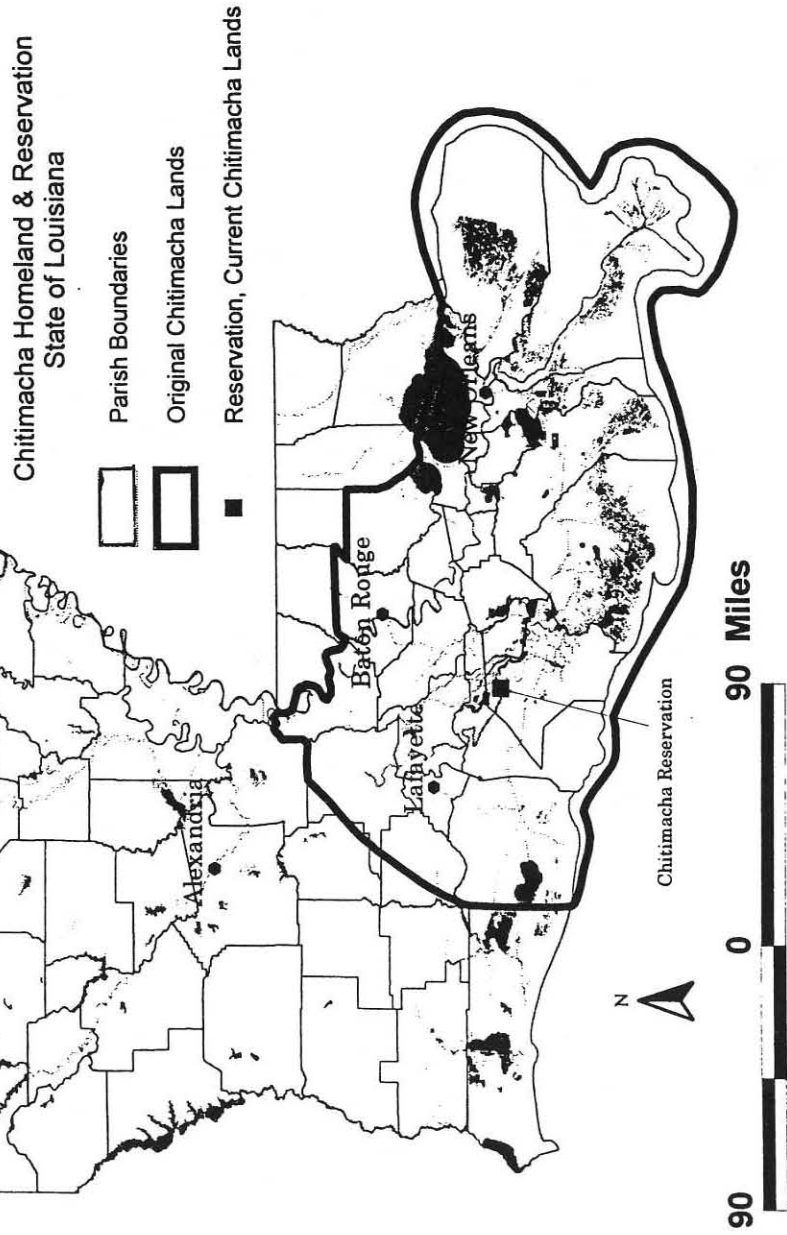 Chitimacha Homeland & Reservation
State of Louisiana
Parish Boundaries
Original Chitimacha Lands
Reservation, Current Chitimacha Lands
Alexandria
Baton Rouge
Lafayette
New Orleans
Chitimacha Reservation
N
90 0 90 Miles